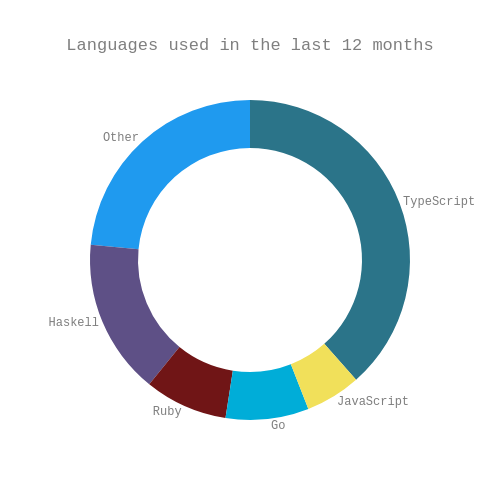 Languages used in the last 12 months
Other
TypeScript
Haskell
JavaScript
Ruby
Go